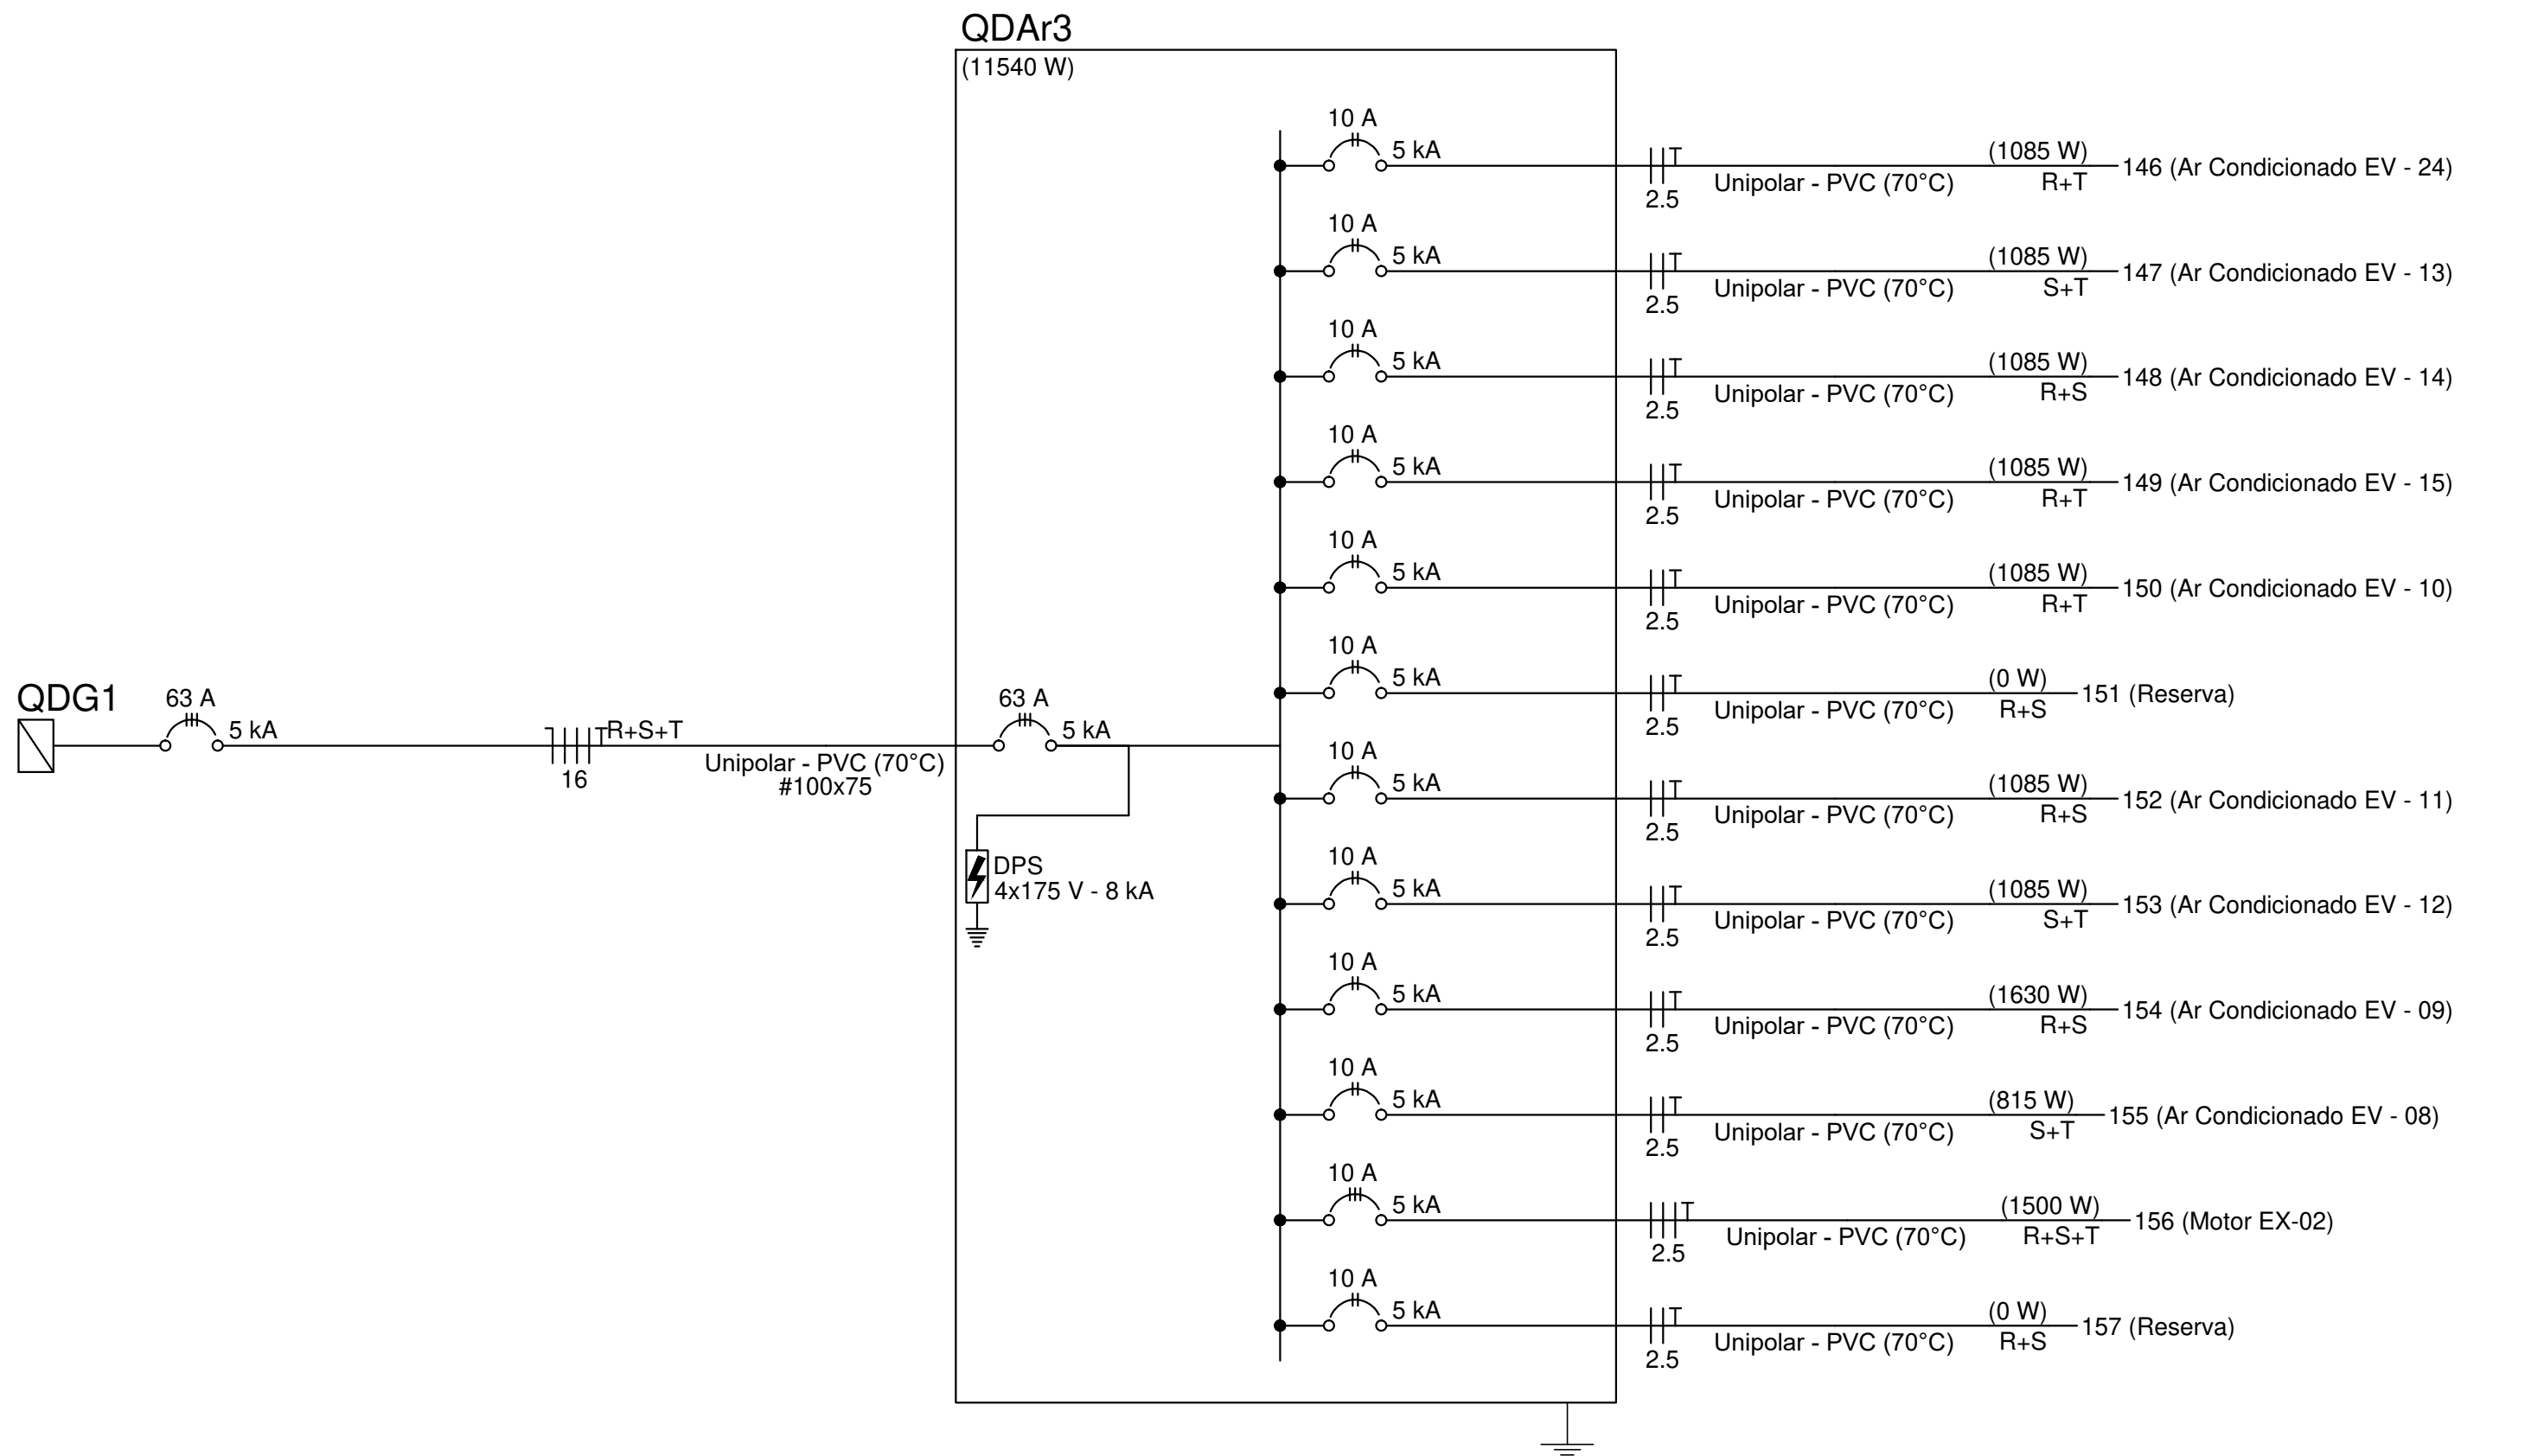 QDAr3
(11540 W)
10 A
5 kA
2.5
T
Unipolar - PVC (70°C)
(1085 W)
R+T
146 (Ar Condicionado EV - 24)
10 A
5 kA
2.5
T
Unipolar - PVC (70°C)
(1085 W)
S+T
147 (Ar Condicionado EV - 13)
10 A
5 kA
2.5
T
Unipolar - PVC (70°C)
(1085 W)
R+S
148 (Ar Condicionado EV - 14)
10 A
5 kA
2.5
T
Unipolar - PVC (70°C)
(1085 W)
R+T
149 (Ar Condicionado EV - 15)
10 A
5 kA
2.5
T
Unipolar - PVC (70°C)
(1085 W)
R+T
150 (Ar Condicionado EV - 10)
10 A
5 kA
2.5
T
Unipolar - PVC (70°C)
(0 W)
R+S
151 (Reserva)
QDG1
63 A
5 kA
T
R+S+T
16
Unipolar - PVC (70°C)
#100x75
63 A
5 kA
DPS
4x175 V - 8 kA
10 A
5 kA
2.5
T
Unipolar - PVC (70°C)
(1085 W)
R+S
152 (Ar Condicionado EV - 11)
10 A
5 kA
2.5
T
Unipolar - PVC (70°C)
(1085 W)
S+T
153 (Ar Condicionado EV - 12)
10 A
5 kA
2.5
T
Unipolar - PVC (70°C)
(1630 W)
R+S
154 (Ar Condicionado EV - 09)
10 A
5 kA
2.5
T
Unipolar - PVC (70°C)
(815 W)
S+T
155 (Ar Condicionado EV - 08)
10 A
5 kA
2.5
T
Unipolar - PVC (70°C)
(1500 W)
R+S+T
156 (Motor EX-02)
10 A
5 kA
2.5
T
Unipolar - PVC (70°C)
(0 W)
R+S
157 (Reserva)